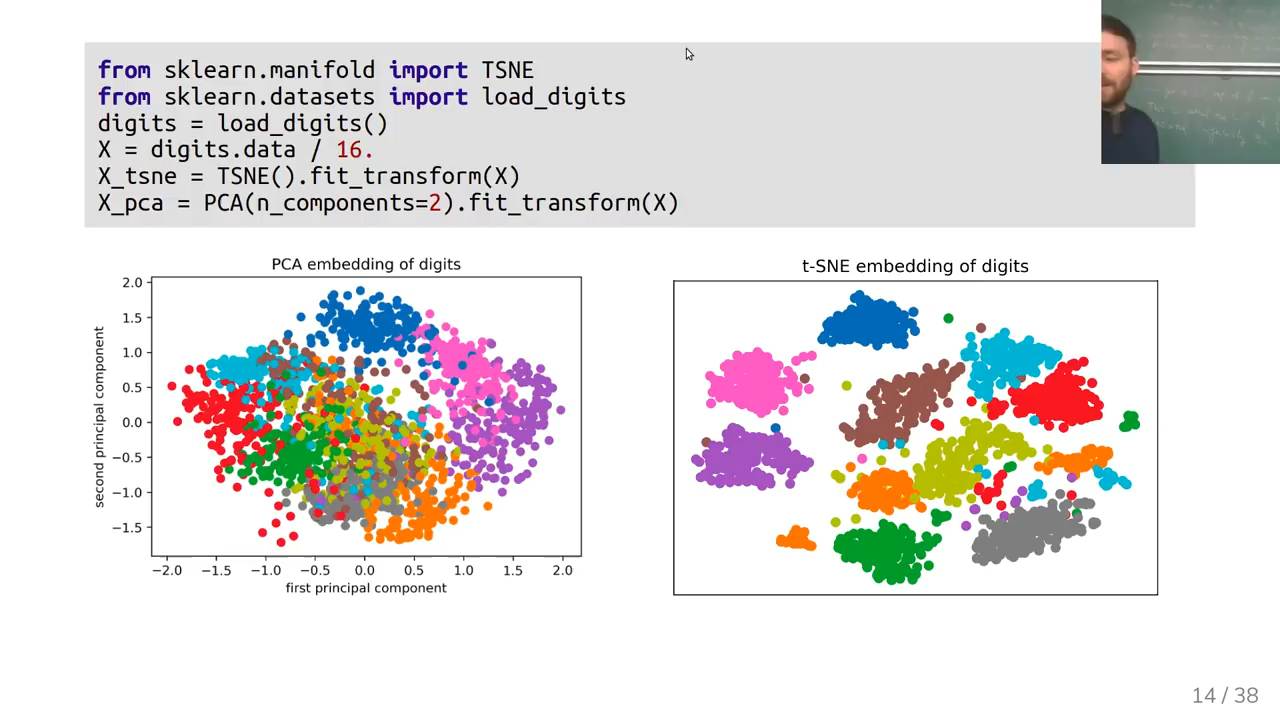 from sklearn.manifold import TSNE
from sklearn.datasets import load_digits
digits = load_digits()
X = digits.data / 16.
X_tsne = TSNE().fit_transform(X)
X_pca = PCA(n_components=2).fit_transform(X)
PCA embedding of digits
2.0
1.5
1.0
0.5
0.0
−0.5
−1.0
−1.5
second principal component
−2.0 −1.5 −1.0 −0.5 0.0 0.5 1.0 1.5 2.0
first principal component
t-SNE embedding of digits
14 / 38